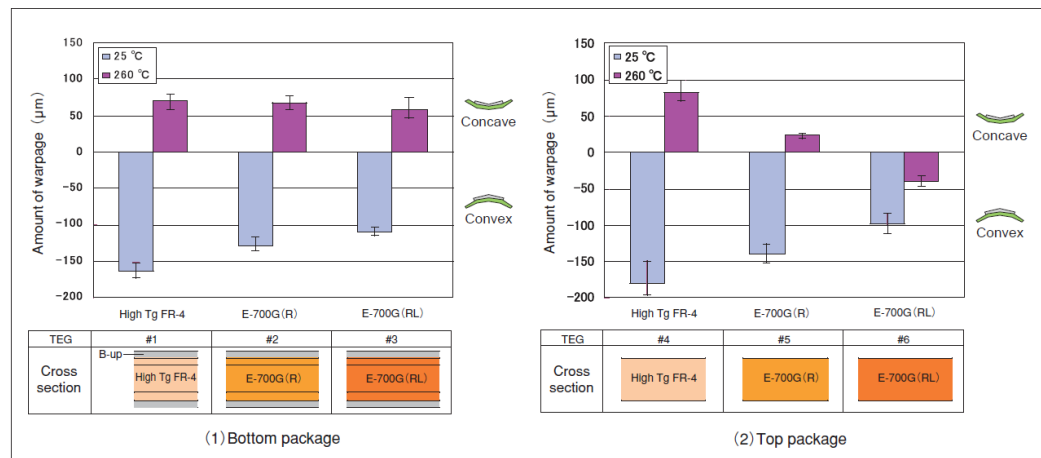 150
100
50
0
−50
−100
−150
−200
Amount of warpage (μm)
25 ℃
260 ℃
High Tg FR-4
E-700G(R)
E-700G(RL)
Concave
Convex
TEG #1 #2 #3
Cross section
B-up
High Tg FR-4 E-700G(R) E-700G(RL)
(1)Bottom package
150
100
50
0
−50
−100
−150
−200
Amount of warpage (μm)
25 ℃
260 ℃
High Tg FR-4
E-700G(R)
E-700G(RL)
Concave
Convex
TEG #4 #5 #6
Cross section
High Tg FR-4 E-700G(R) E-700G(RL)
(2)Top package